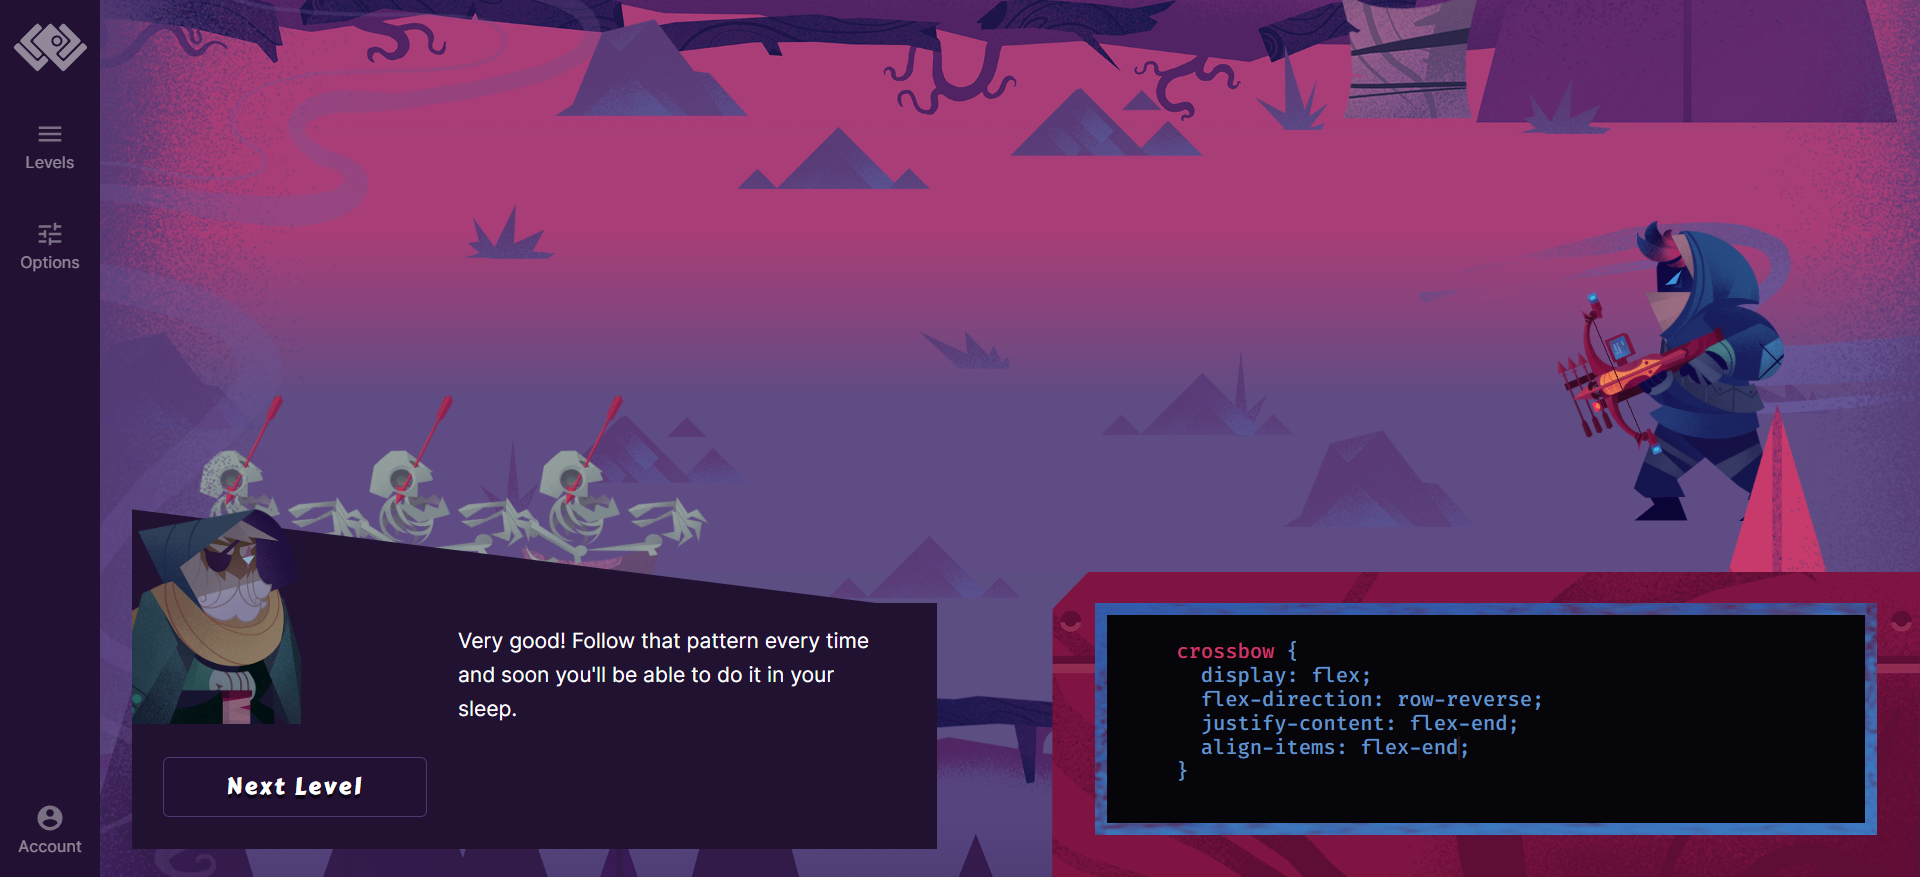 Levels
Options
Account
Very good! Follow that pattern every time
and soon you'll be able to do it in your
sleep.
Next Level
crossbow {
  display: flex;
  flex-direction: row-reverse;
  justify-content: flex-end;
  align-items: flex-end;
}